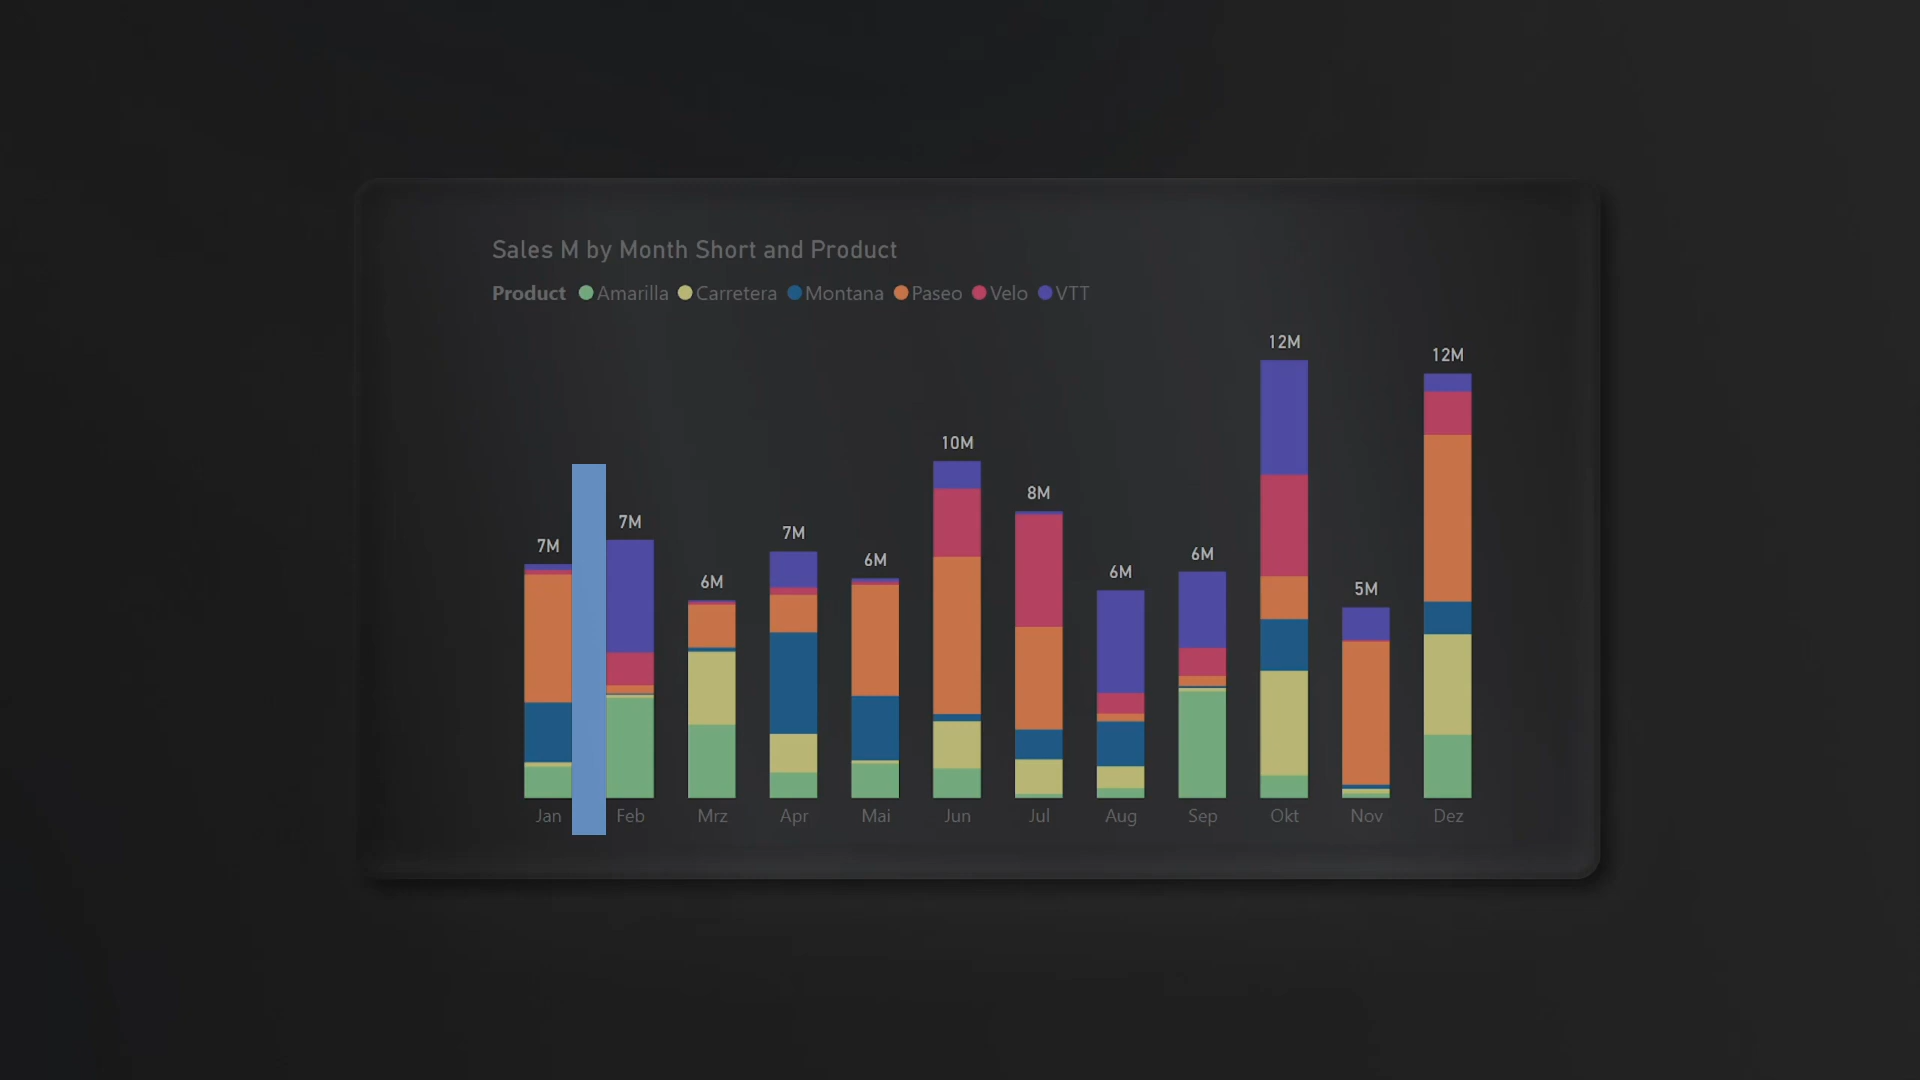 Sales M by Month Short and Product
Product Amarilla Carretera Montana Paseo Velo VTT
12M
12M
10M
8M
7M
7M
7M
6M
6M
6M
6M
5M
Jan Feb Mrz Apr Mai Jun Jul Aug Sep Okt Nov Dez